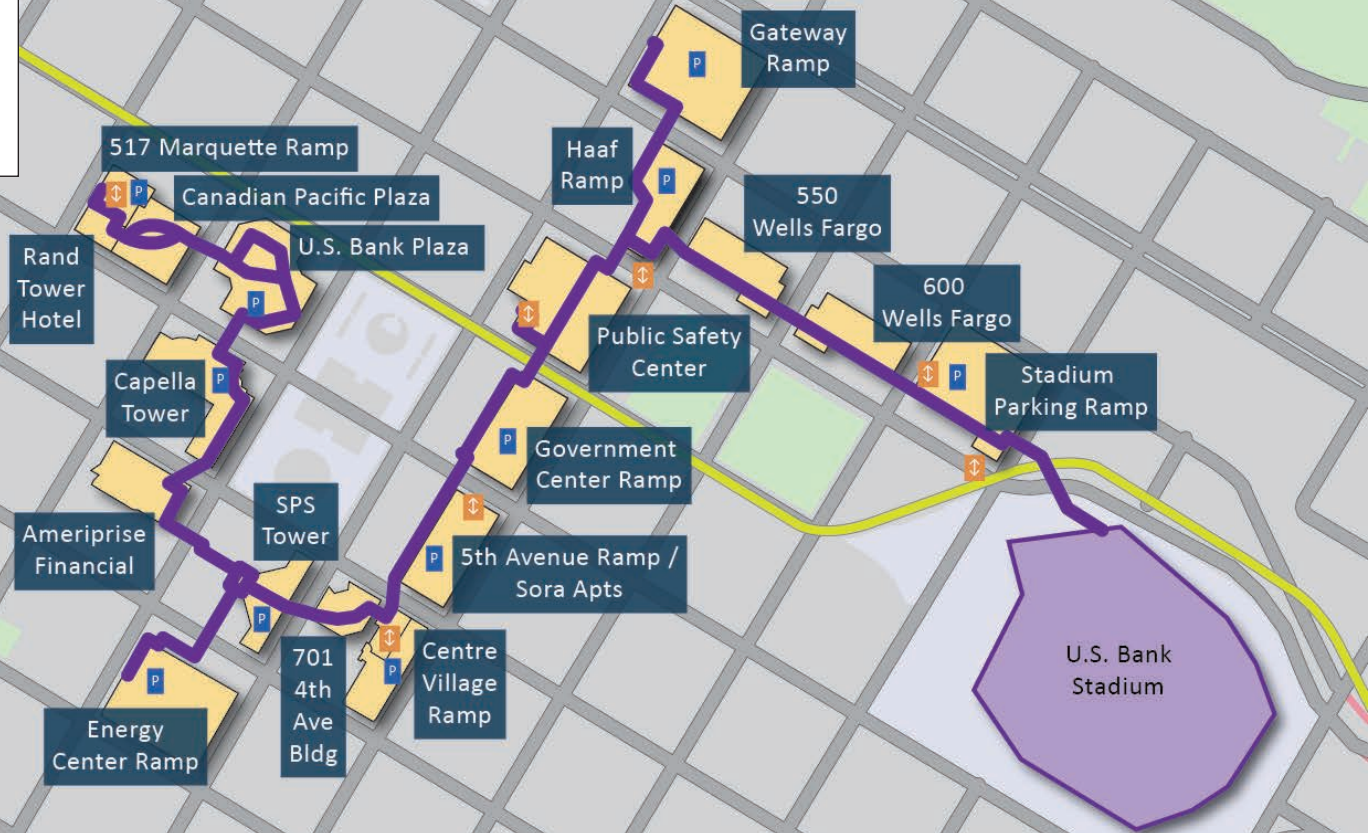 Gateway
Ramp
P
517 Marquette Ramp
Haaf
Ramp
P
P
Canadian Pacific Plaza
550
Wells Fargo
U.S. Bank Plaza
Rand
Tower
Hotel
P
600
Wells Fargo
Public Safety
Center
Capella
Tower
P
P
Stadium
Parking Ramp
P
Government
Center Ramp
SPS
Tower
Ameriprise
Financial
P
5th Avenue Ramp /
Sora Apts
P
701
4th
Ave
Bldg
Centre
Village
Ramp
P
P
U.S. Bank
Stadium
Energy
Center Ramp